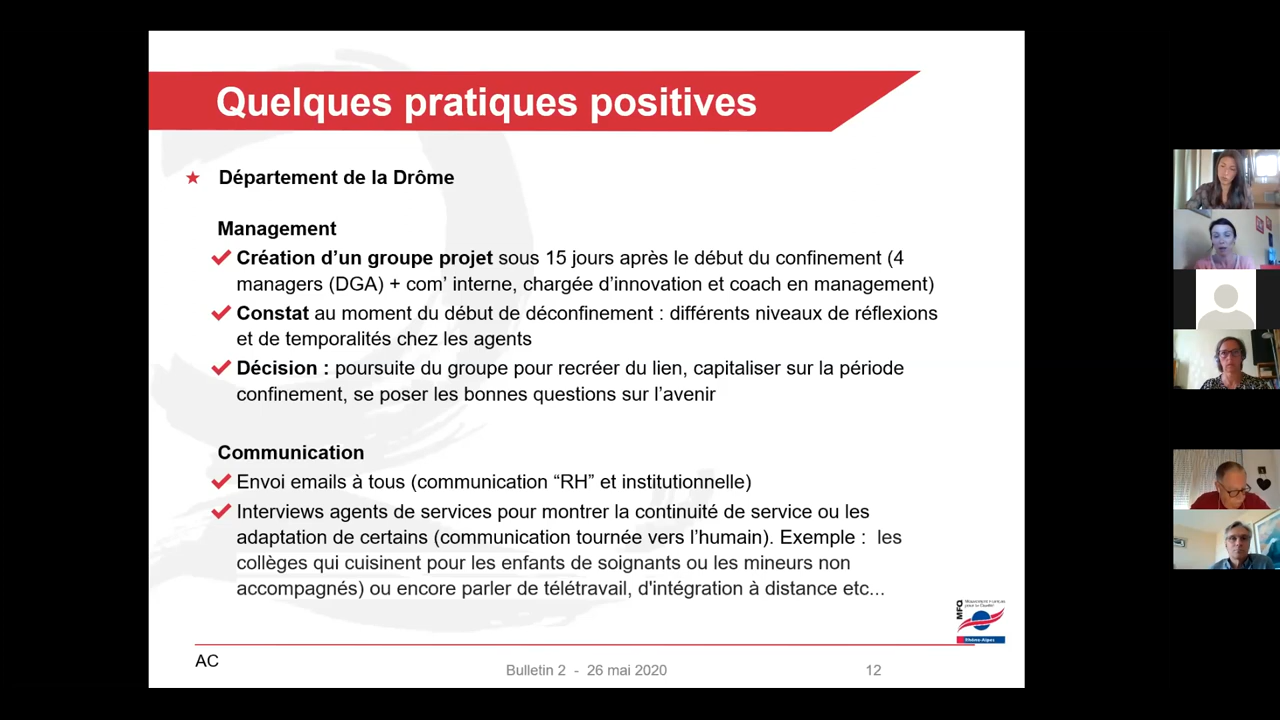 Quelques pratiques positives
Département de la Drôme
Management
Création d’un groupe projet sous 15 jours après le début du confinement (4
managers (DGA) + com’ interne, chargée d’innovation et coach en management)
Constat au moment du début de déconfinement : différents niveaux de réflexions
et de temporalités chez les agents
Décision : poursuite du groupe pour recréer du lien, capitaliser sur la période
confinement, se poser les bonnes questions sur l’avenir
Communication
Envoi emails à tous (communication “RH” et institutionnelle)
Interviews agents de services pour montrer la continuité de service ou les
adaptation de certains (communication tournée vers l’humain). Exemple : les
collèges qui cuisinent pour les enfants de soignants ou les mineurs non
accompagnés) ou encore parler de télétravail, d'intégration à distance etc...
MFQ
Rhône-Alpes
AC
Bulletin 2 - 26 mai 2020
12